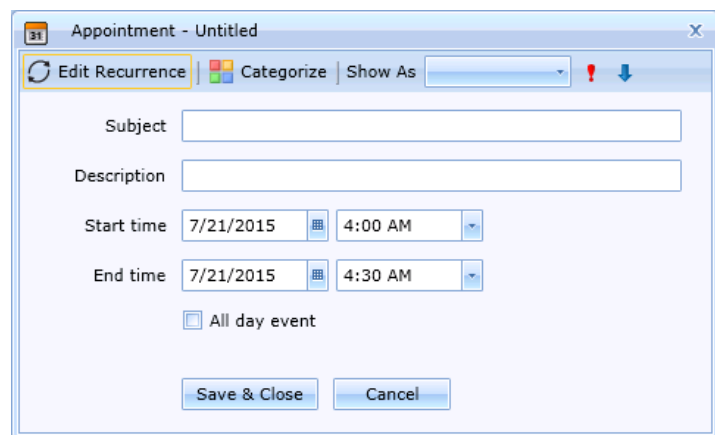 31 Appointment - Untitled X
Edit Recurrence | Categorize | Show As
Subject
Description
Start time 7/21/2015 4:00 AM
End time 7/21/2015 4:30 AM
All day event
Save & Close Cancel